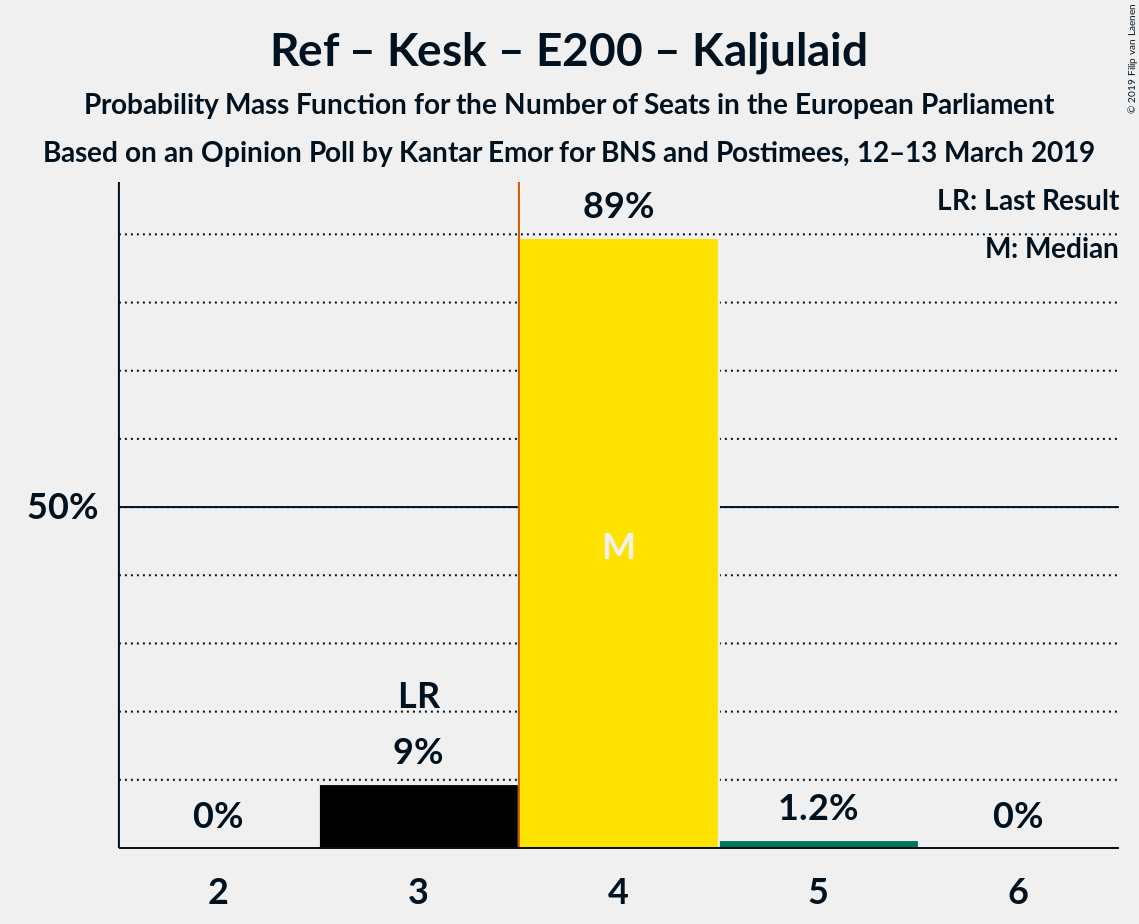 Ref – Kesk – E200 – Kaljulaid
Probability Mass Function for the Number of Seats in the European Parliament
Based on an Opinion Poll by Kantar Emor for BNS and Postimees, 12–13 March 2019
© 2019 Filip van Laenen
LR: Last Result
M: Median
89%
50%
M
LR
9%
0%
1.2%
0%
2
3
4
5
6